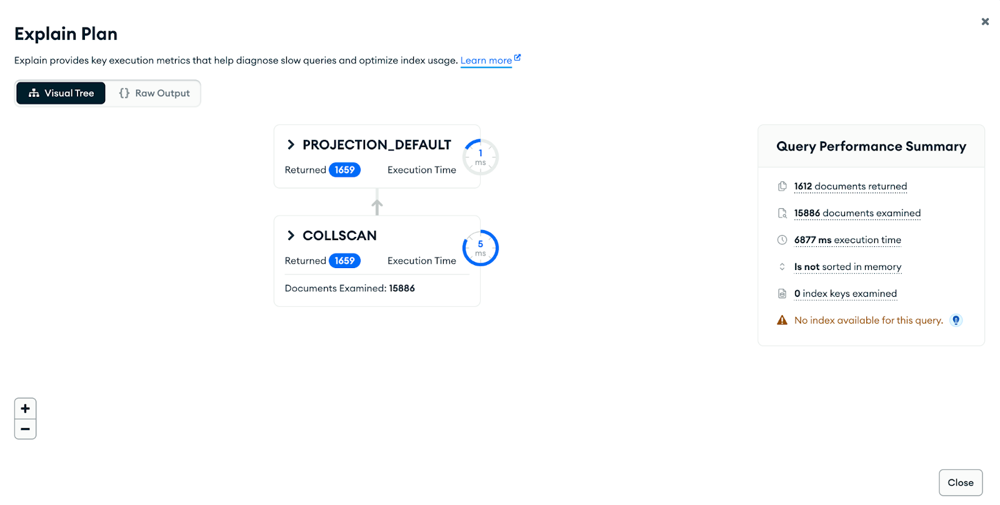 Explain Plan
Explain provides key execution metrics that help diagnose slow queries and optimize index usage. Learn more
Visual Tree
{} Raw Output
PROJECTION_DEFAULT
Returned 1659 Execution Time
1
ms
COLLSCAN
Returned 1659 Execution Time
5
ms
Documents Examined: 15886
Query Performance Summary
1612 documents returned
15886 documents examined
6877 ms execution time
Is not sorted in memory
0 index keys examined
No index available for this query.
Close